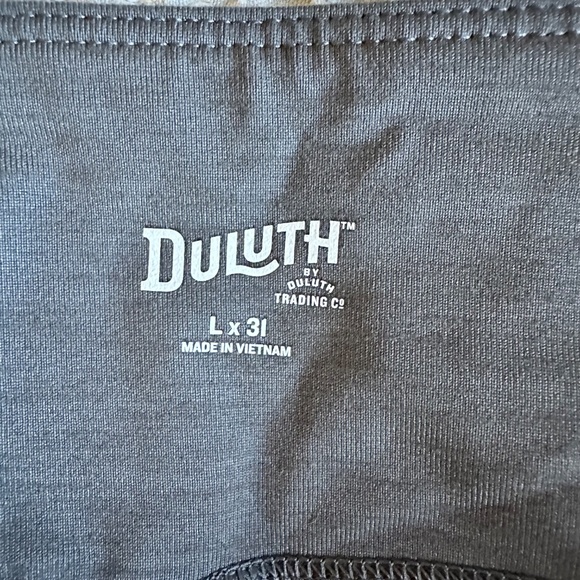 DULUTH™
BY
DULUTH
TRADING Cº
L x 31
MADE IN VIETNAM